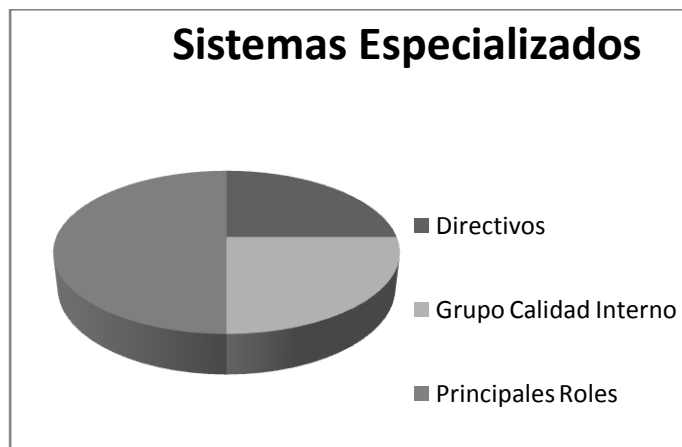 Sistemas Especializados
Directivos
Grupo Calidad Interno
Principales Roles